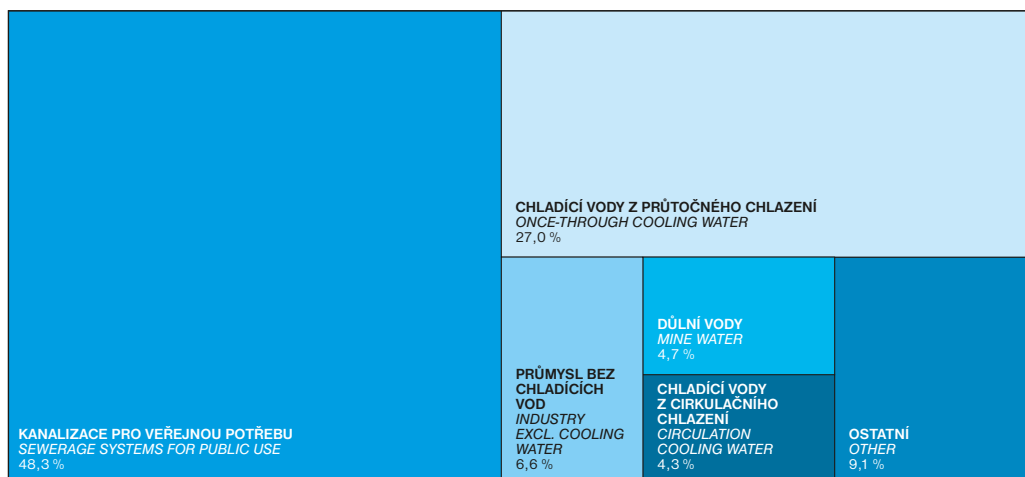 CHLADÍCÍ VODY Z PRŮTOČNÉHO CHLAZENÍ
ONCE-THROUGH COOLING WATER
27,0 %
KANALIZACE PRO VEŘEJNOU POTŘEBU
SEWERAGE SYSTEMS FOR PUBLIC USE
48,3 %
PRŮMYSL BEZ
CHLADÍCÍCH
VOD
INDUSTRY
EXCL. COOLING
WATER
6,6 %
DŮLNÍ VODY
MINE WATER
4,7 %
CHLADÍCÍ VODY
Z CIRKULAČNÍHO
CHLAZENÍ
CIRCULATION
COOLING WATER
4,3 %
OSTATNÍ
OTHER
9,1 %